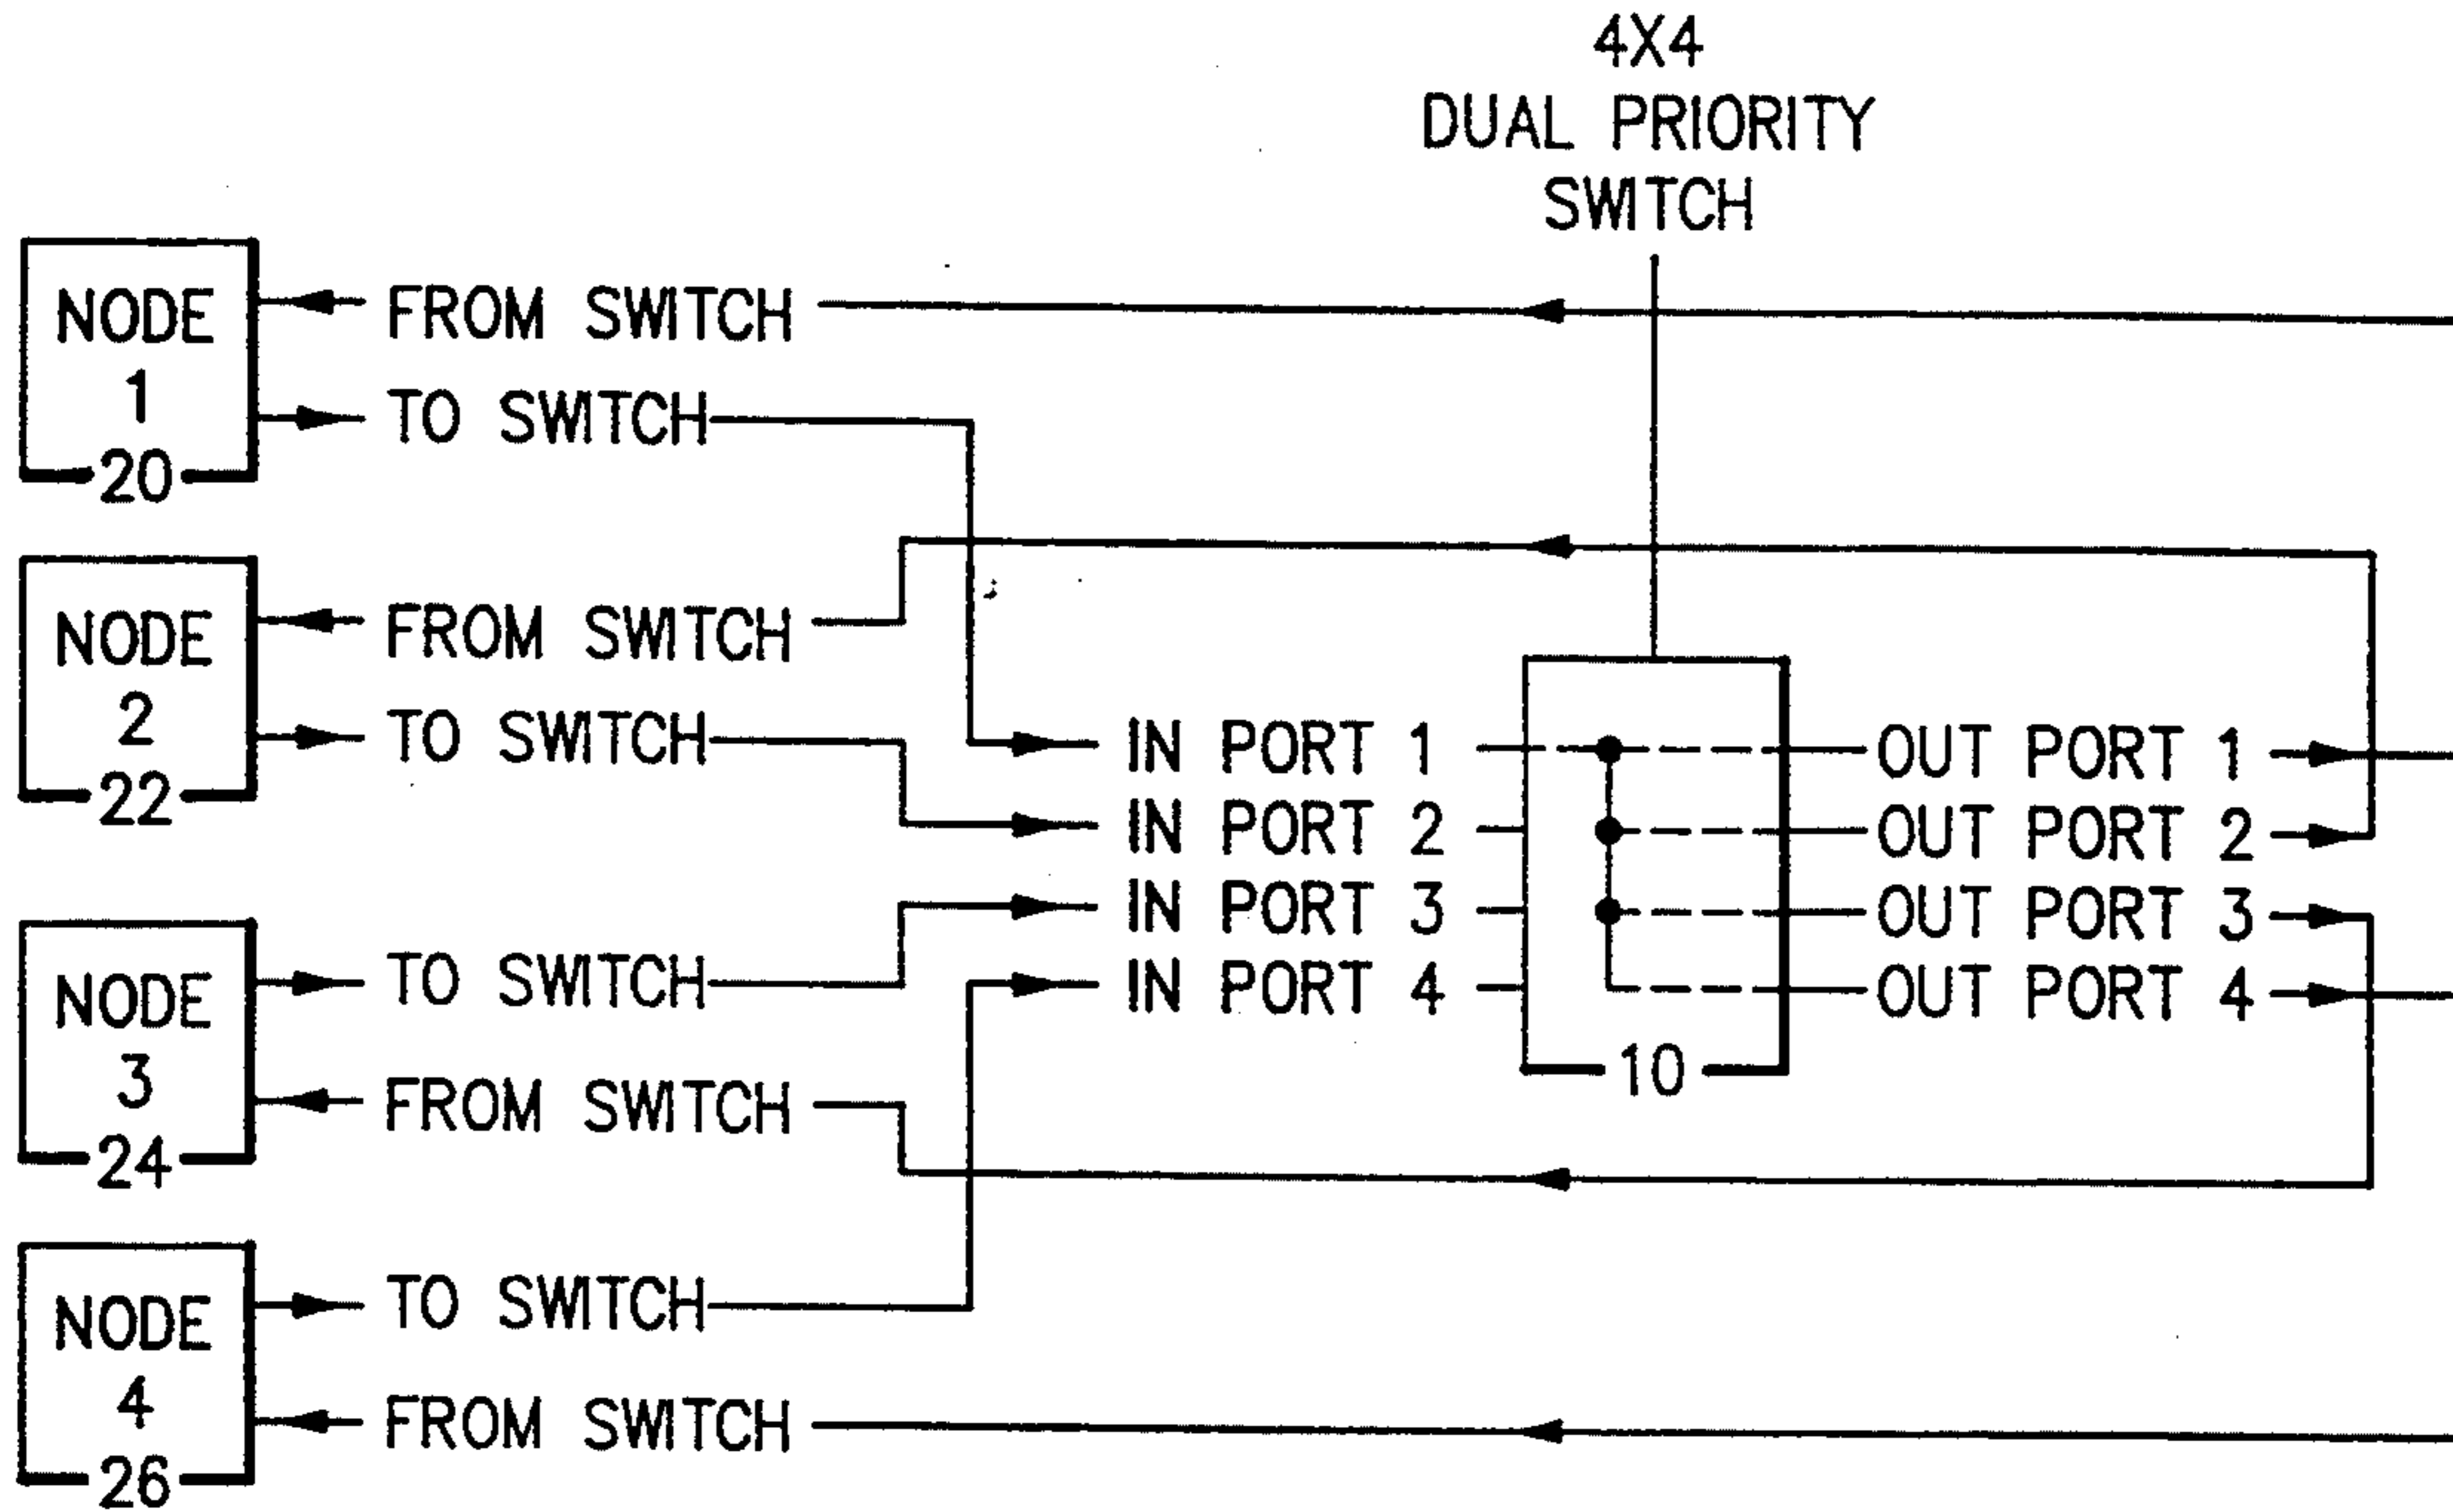 4X4
DUAL PRIORITY
SWITCH
NODE
1
20
FROM SWITCH
TO SWITCH
NODE
2
22
FROM SWITCH
TO SWITCH
NODE
3
24
TO SWITCH
FROM SWITCH
NODE
4
26
TO SWITCH
FROM SWITCH
IN PORT 1
IN PORT 2
IN PORT 3
IN PORT 4
10
OUT PORT 1
OUT PORT 2
OUT PORT 3
OUT PORT 4